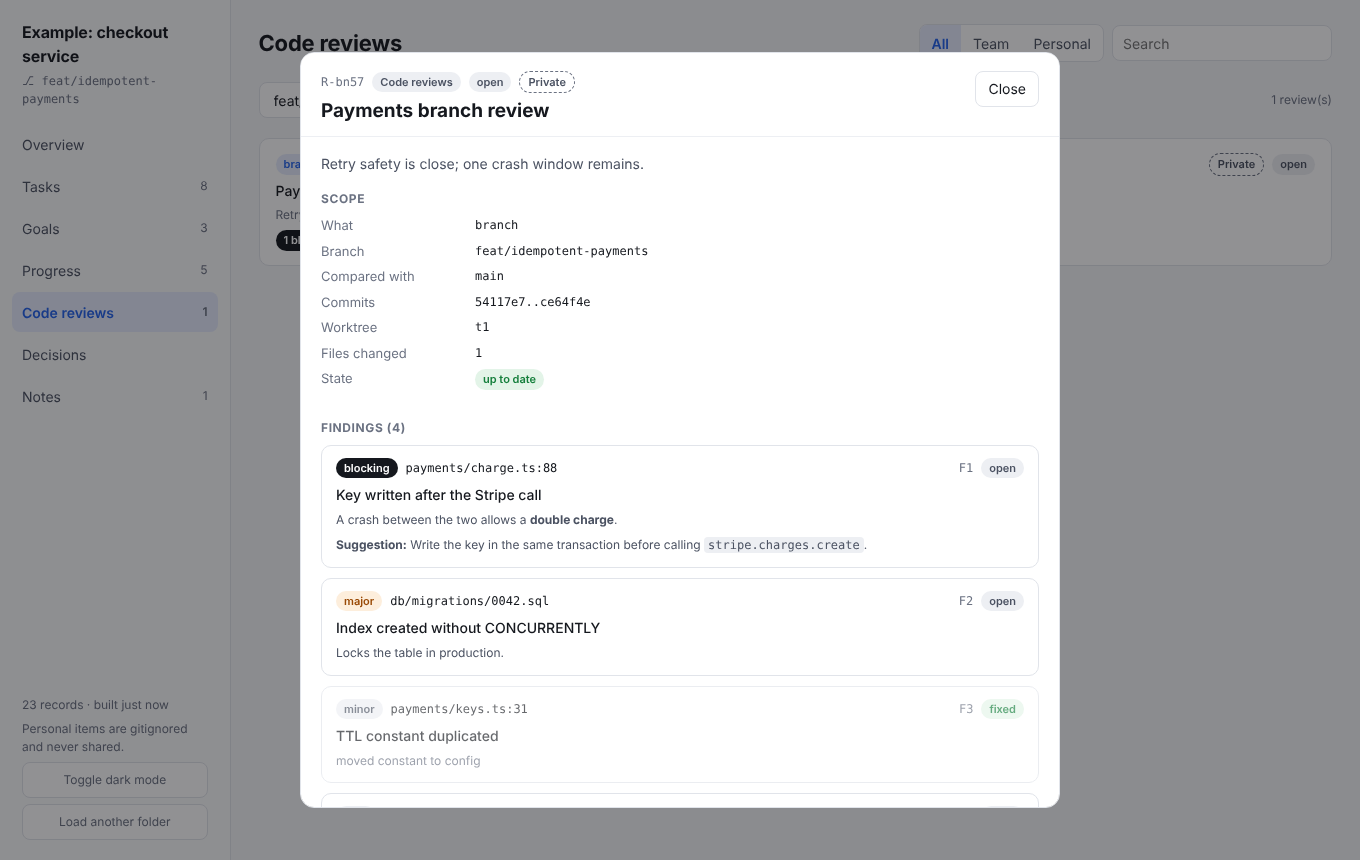 Example: checkout
service
⎇ feat/idempotent-
payments
Overview
Tasks 8
Goals 3
Progress 5
Code reviews 1
Decisions
Notes 1
23 records · built just now
Personal items are gitignored
and never shared.
Toggle dark mode
Load another folder
Code reviews
All Team Personal Search
1 review(s)
Private open
R-bn57 Code reviews open Private
Close
Payments branch review
Retry safety is close; one crash window remains.
SCOPE
What branch
Branch feat/idempotent-payments
Compared with main
Commits 54117e7..ce64f4e
Worktree t1
Files changed 1
State up to date
FINDINGS (4)
blocking payments/charge.ts:88 F1 open
Key written after the Stripe call
A crash between the two allows a double charge.
Suggestion: Write the key in the same transaction before calling stripe.charges.create.
major db/migrations/0042.sql F2 open
Index created without CONCURRENTLY
Locks the table in production.
minor payments/keys.ts:31 F3 fixed
TTL constant duplicated
moved constant to config